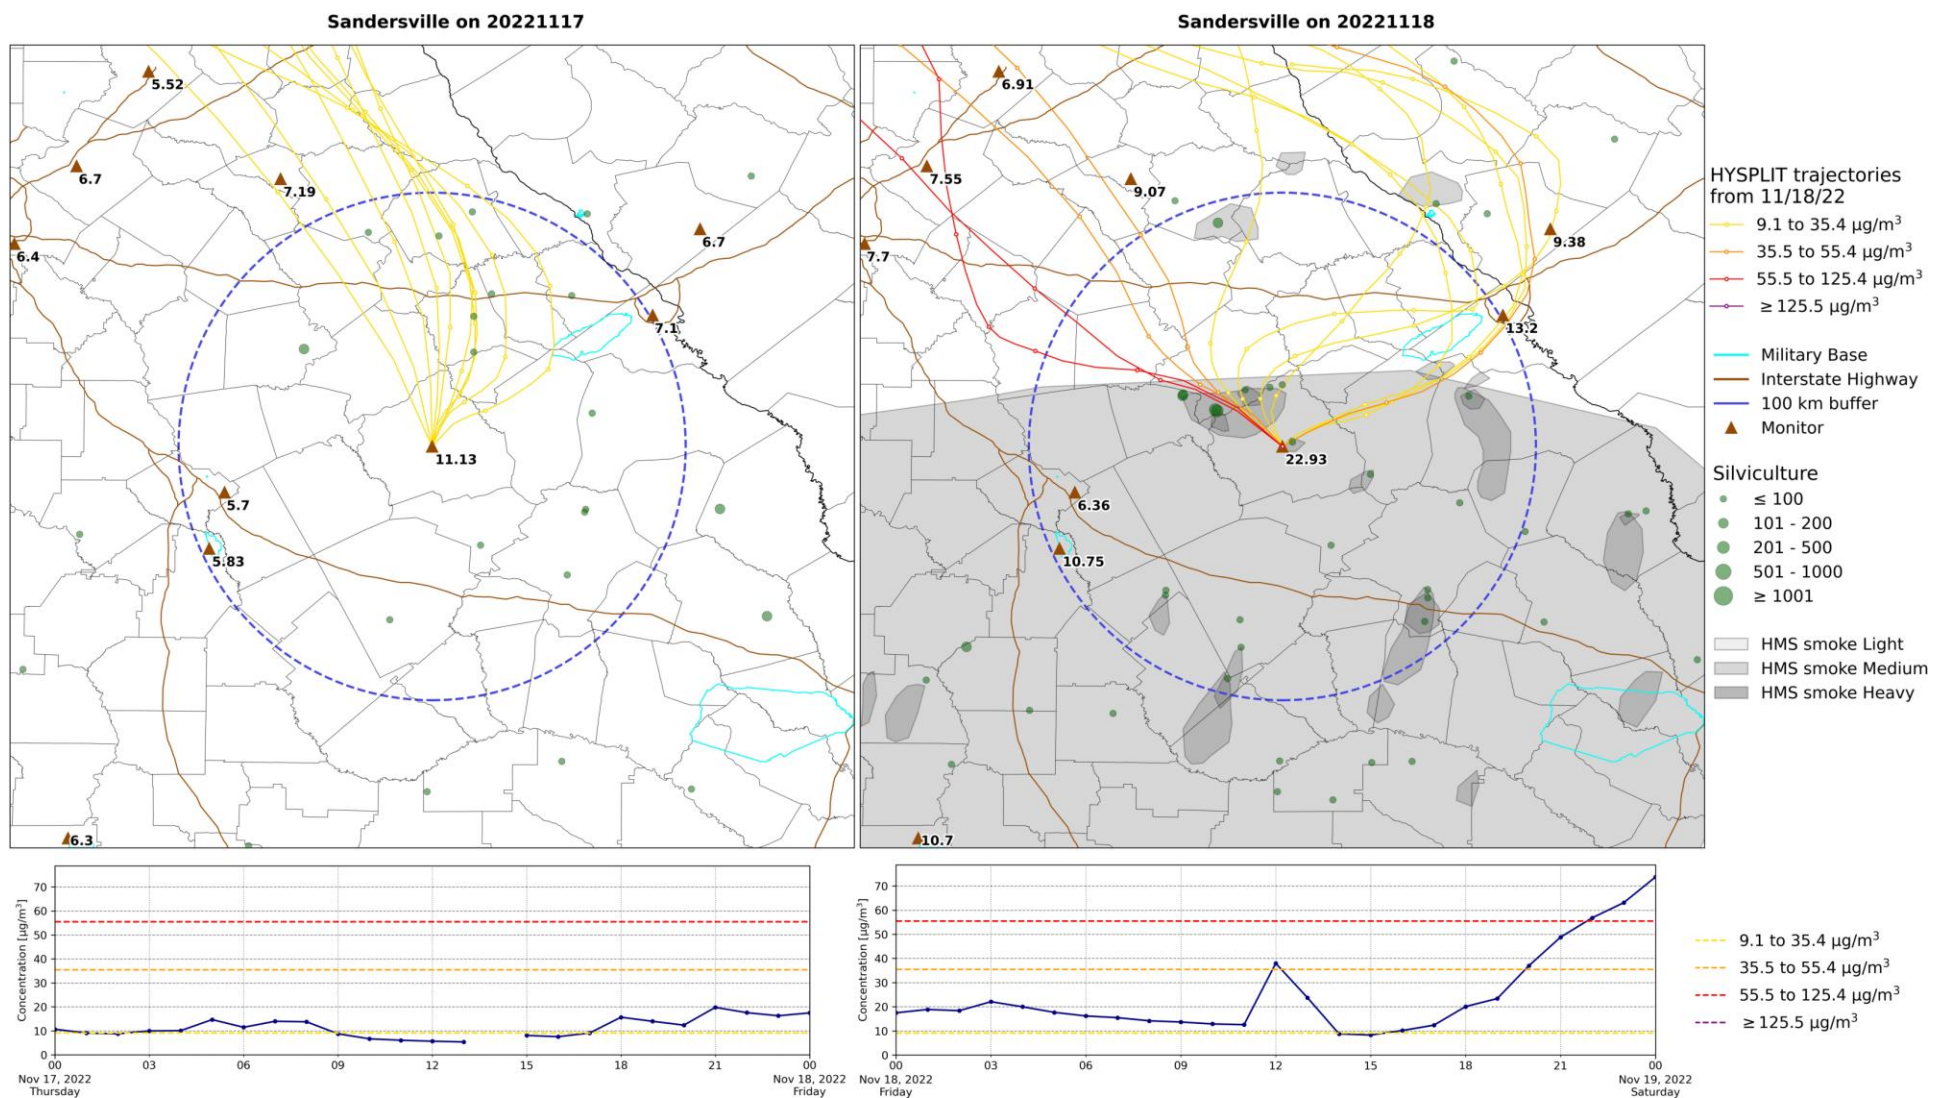 Sandersville on 20221117
5.52
6.7
7.19
6.4
6.7
7.1
11.13
5.7
5.83
6.3
Sandersville on 20221118
6.91
7.55
9.07
7.7
9.38
13.2
22.93
6.36
10.75
10.7
HYSPLIT trajectories
from 11/18/22
9.1 to 35.4 µg/m³
35.5 to 55.4 µg/m³
55.5 to 125.4 µg/m³
≥ 125.5 µg/m³
Military Base
Interstate Highway
100 km buffer
Monitor
Silviculture
≤ 100
101 - 200
201 - 500
501 - 1000
≥ 1001
HMS smoke Light
HMS smoke Medium
HMS smoke Heavy
Concentration [µg/m³]
70
60
50
40
30
20
10
0
00 03 06 09 12 15 18 21 00
Nov 17, 2022 Nov 18, 2022
Thursday Friday
Concentration [µg/m³]
70
60
50
40
30
20
10
0
00 03 06 09 12 15 18 21 00
Nov 18, 2022 Nov 19, 2022
Friday Saturday
9.1 to 35.4 µg/m³
35.5 to 55.4 µg/m³
55.5 to 125.4 µg/m³
≥ 125.5 µg/m³